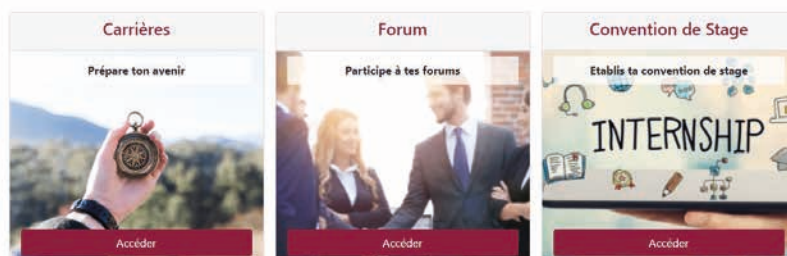 Carrières
Prépare ton avenir
Accéder
Forum
Participe à tes forums
Accéder
Convention de Stage
Etablis ta convention de stage
INTERNSHIP
Accéder